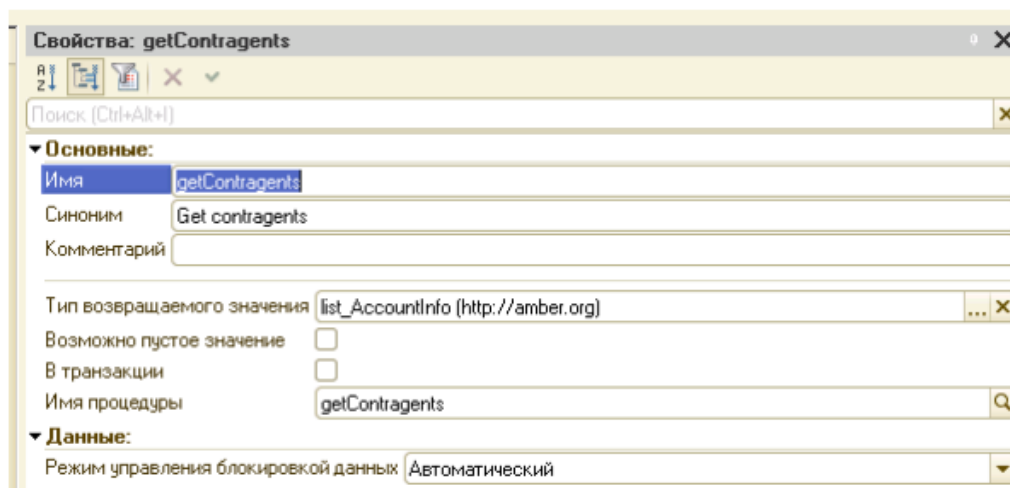 Свойства: getContragents
Поиск (Ctrl+Alt+I)
Основные:
Имя getContragents
Синоним Get contragents
Комментарий
Тип возвращаемого значения list_AccountInfo (http://amber.org) ...
Возможно пустое значение
В транзакции
Имя процедуры getContragents
Данные:
Режим управления блокировкой данных Автоматический